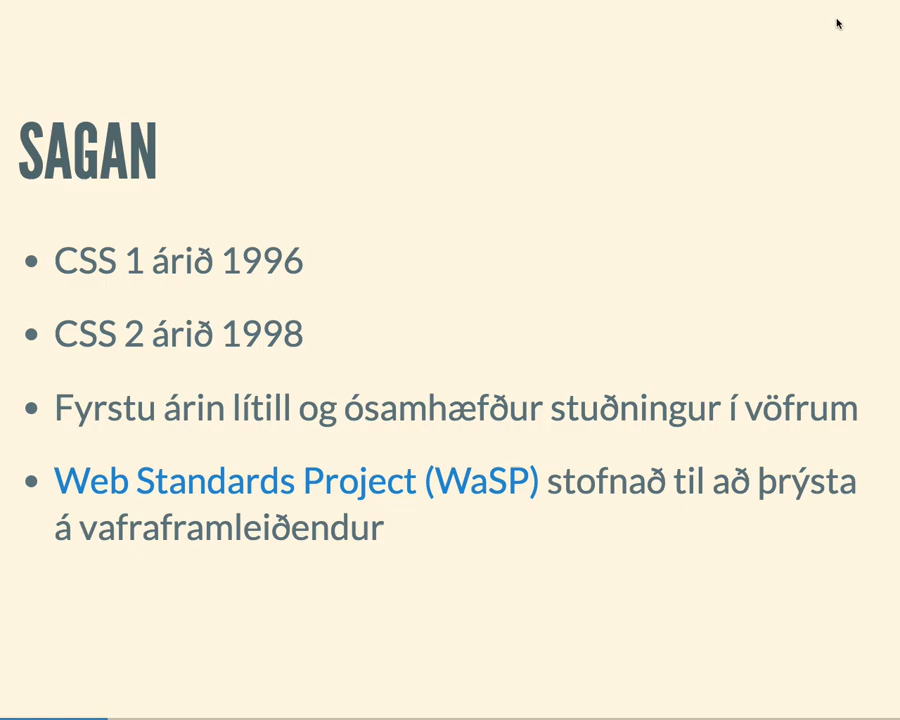 SAGAN
• CSS 1 árið 1996
• CSS 2 árið 1998
• Fyrstu árin lítill og ósamhæfður stuðningur í vöfrum
• Web Standards Project (WaSP) stofnað til að þrýsta
á vafraframleiðendur